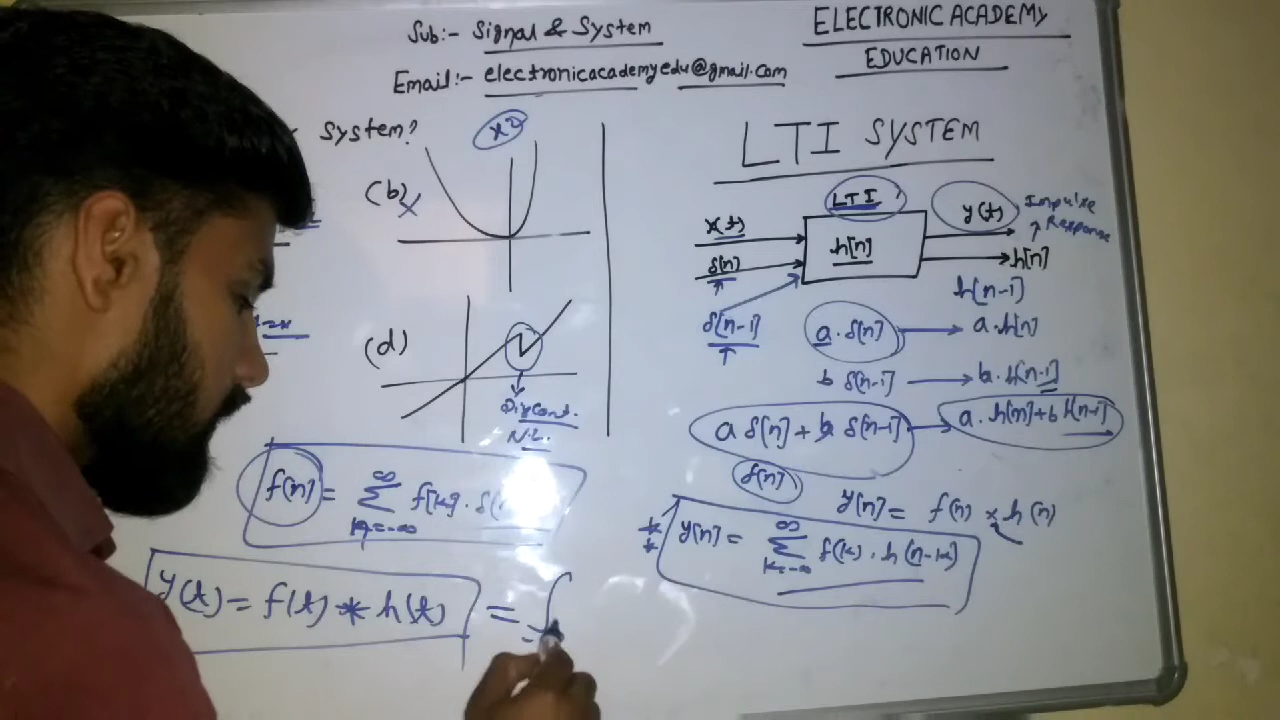 Sub:- Signal & System
Email:- electronicacademyedu@gmail.com
ELECTRONIC ACADEMY
EDUCATION
System?
x²
(b) x
(d)
Discont.
N.L.
f(n) = ∞ Σ k=-∞ f[k] . δ(
y(t) = f(t) * h(t) = ∫
LTI SYSTEM
LTI
x(t)
h[n]
y(t)
Impulse
Response
δ[n]
h[n]
h[n-1]
δ[n-1]
a . δ[n] → a . h[n]
b δ[n-1] → b . h[n-1]
a δ[n] + b δ[n-1] → a . h[n] + b h[n-1]
f(n)
y[n] = f(n) * h(n)
** y[n] = ∞ Σ k=-∞ f(k) . h(n-k)